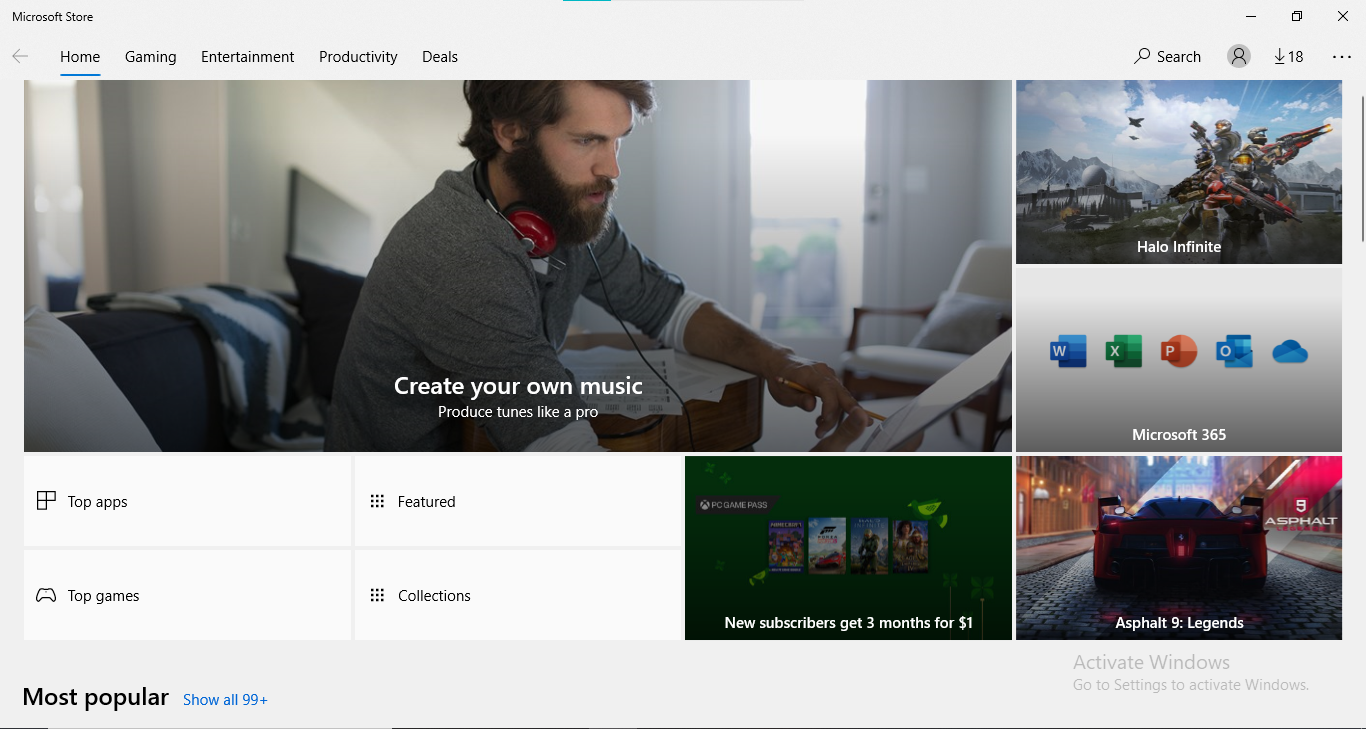 Microsoft Store
Home Gaming Entertainment Productivity Deals Search 18
Create your own music
Produce tunes like a pro
Halo Infinite
W X P O
Microsoft 365
Top apps
Featured
Top games
Collections
PC GAME PASS
MINECRAFT
New subscribers get 3 months for $1
9
ASPHALT
Asphalt 9: Legends
Activate Windows
Go to Settings to activate Windows.
Most popular Show all 99+